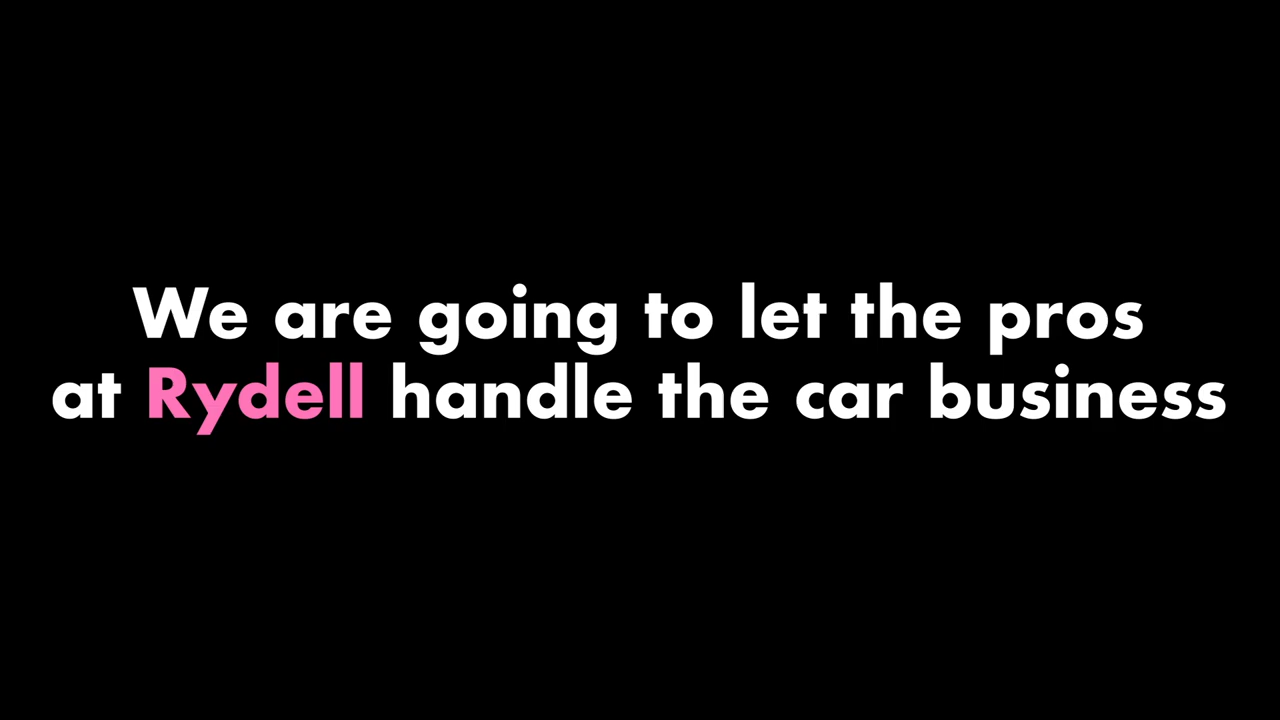 We are going to let the pros
at Rydell handle the car business